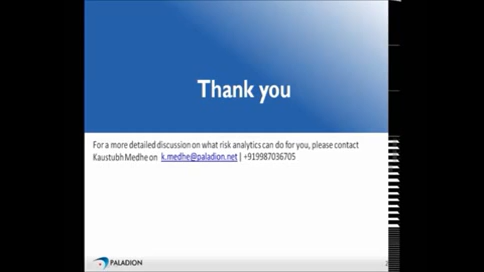 Thank you
For a more detailed discussion on what risk analytics can do for you, please contact
Kaustubh Medhe on k.medhe@paladion.net | +919987036705
PALADION